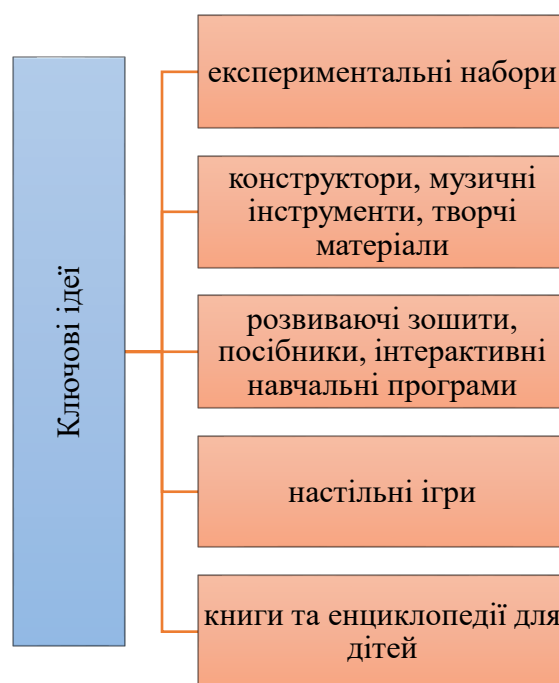 Ключові ідеї
експериментальні набори
конструктори, музичні
інструменти, творчі
матеріали
розвиваючі зошити,
посібники, інтерактивні
навчальні програми
настільні ігри
книги та енциклопедії для
дітей